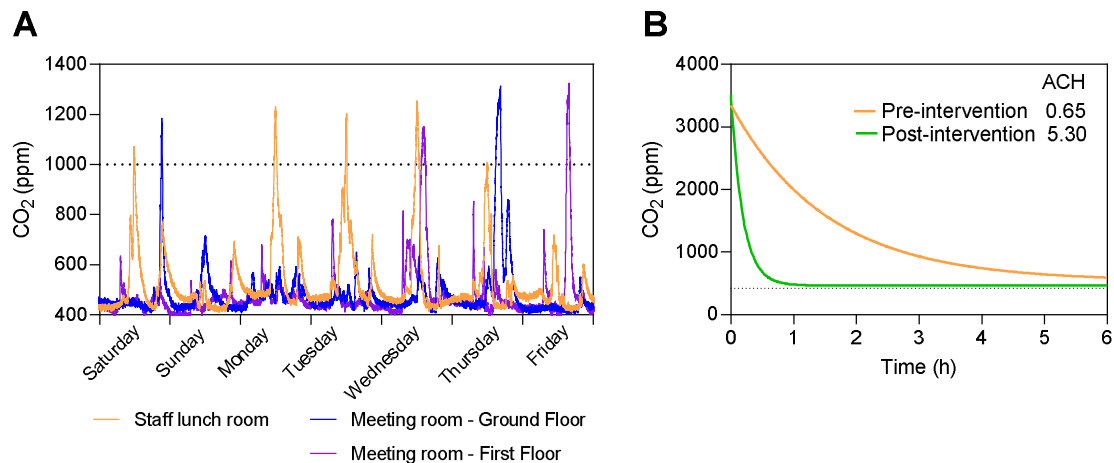 A
CO2 (ppm)
1400
1200
1000
800
600
400
Saturday
Sunday
Monday
Tuesday
Wednesday
Thursday
Friday
Staff lunch room
Meeting room - Ground Floor
Meeting room - First Floor
B
CO2 (ppm)
4000
3000
2000
1000
0
ACH
Pre-intervention 0.65
Post-intervention 5.30
0 1 2 3 4 5 6
Time (h)